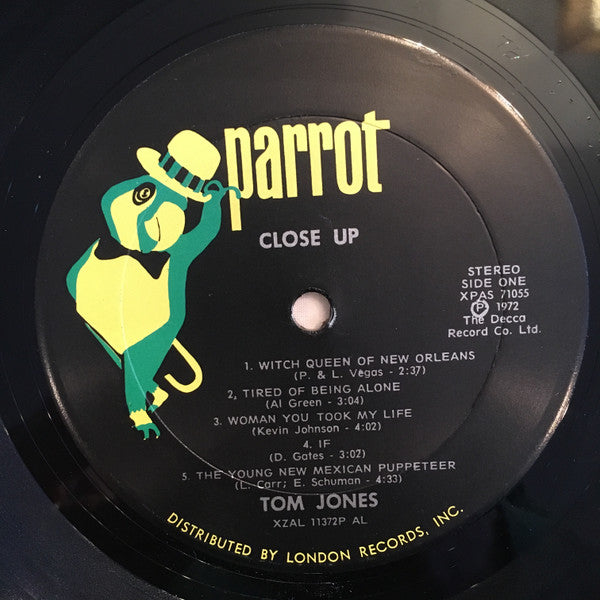 parrot
CLOSE UP
STEREO
SIDE ONE
XPAS 71055
Ⓟ 1972
The Decca
Record Co. Ltd.
1. WITCH QUEEN OF NEW ORLEANS
(P. & L. Vegas - 2:37)
2, TIRED OF BEING ALONE
(Al Green - 3:04)
3. WOMAN YOU TOOK MY LIFE
(Kevin Johnson - 4:02)
4. IF
(D. Gates - 3:02)
5. THE YOUNG NEW MEXICAN PUPPETEER
(L. Carr; E. Schuman - 4:33)
TOM JONES
XZAL 11372P AL
DISTRIBUTED BY LONDON RECORDS, INC.